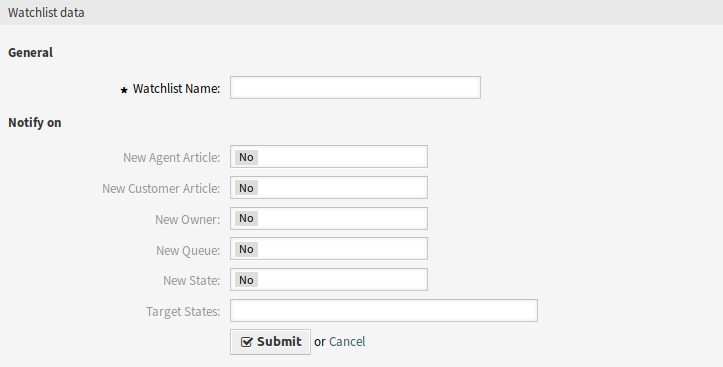 Watchlist data
General
* Watchlist Name:
Notify on
New Agent Article: No
New Customer Article: No
New Owner: No
New Queue: No
New State: No
Target States:
Submit or Cancel